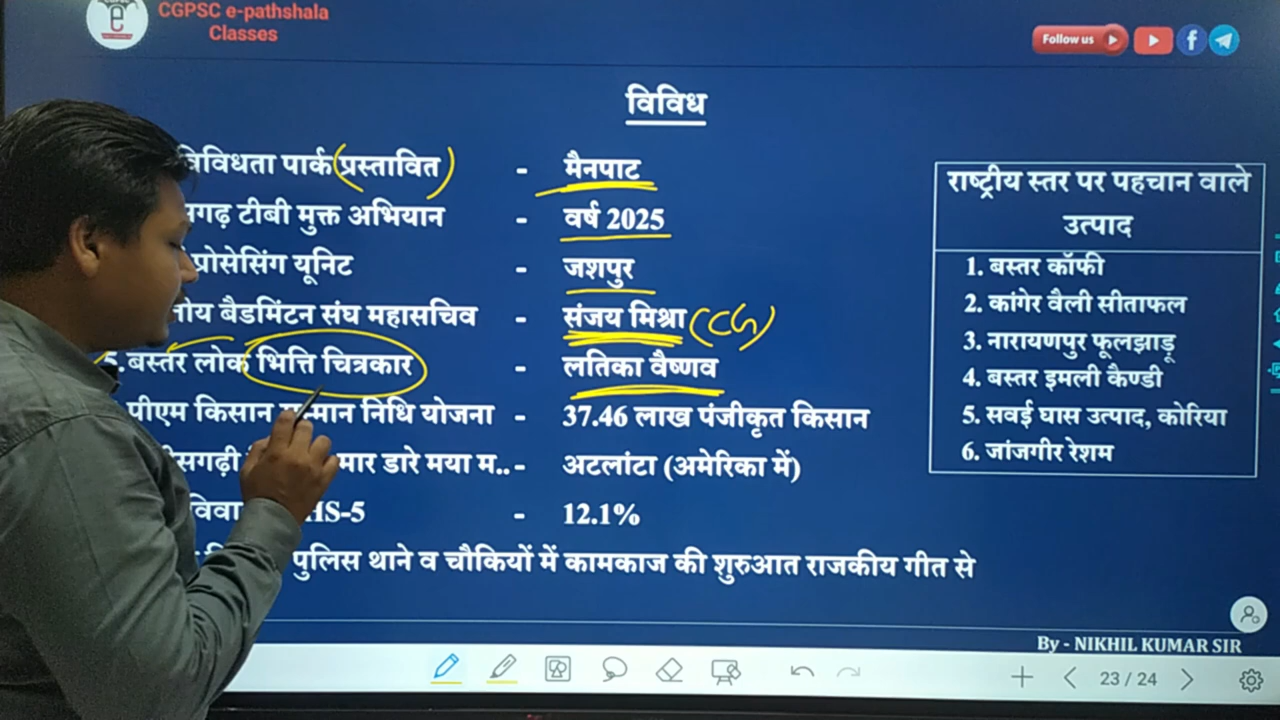 CGPSC e-pathshala
Classes
Follow us
विविध
विविधता पार्क (प्रस्तावित) - मैनपाट
टीबी मुक्त अभियान - वर्ष 2025
प्रोसेसिंग यूनिट - जशपुर
बैडमिंटन संघ महासचिव - संजय मिश्रा (CG)
5. बस्तर लोक भित्ति चित्रकार - लतिका वैष्णव
पीएम किसान निधि योजना - 37.46 लाख पंजीकृत किसान
डारे मया म.. - अटलांटा (अमेरिका में)
-5 - 12.1%
पुलिस थाने व चौकियों में कामकाज की शुरुआत राजकीय गीत से
राष्ट्रीय स्तर पर पहचान वाले
उत्पाद
1. बस्तर कॉफी
2. कांगेर वैली सीताफल
3. नारायणपुर फूलझाड़ू
4. बस्तर इमली कैण्डी
5. सवई घास उत्पाद, कोरिया
6. जांजगीर रेशम
By - NIKHIL KUMAR SIR
23 / 24